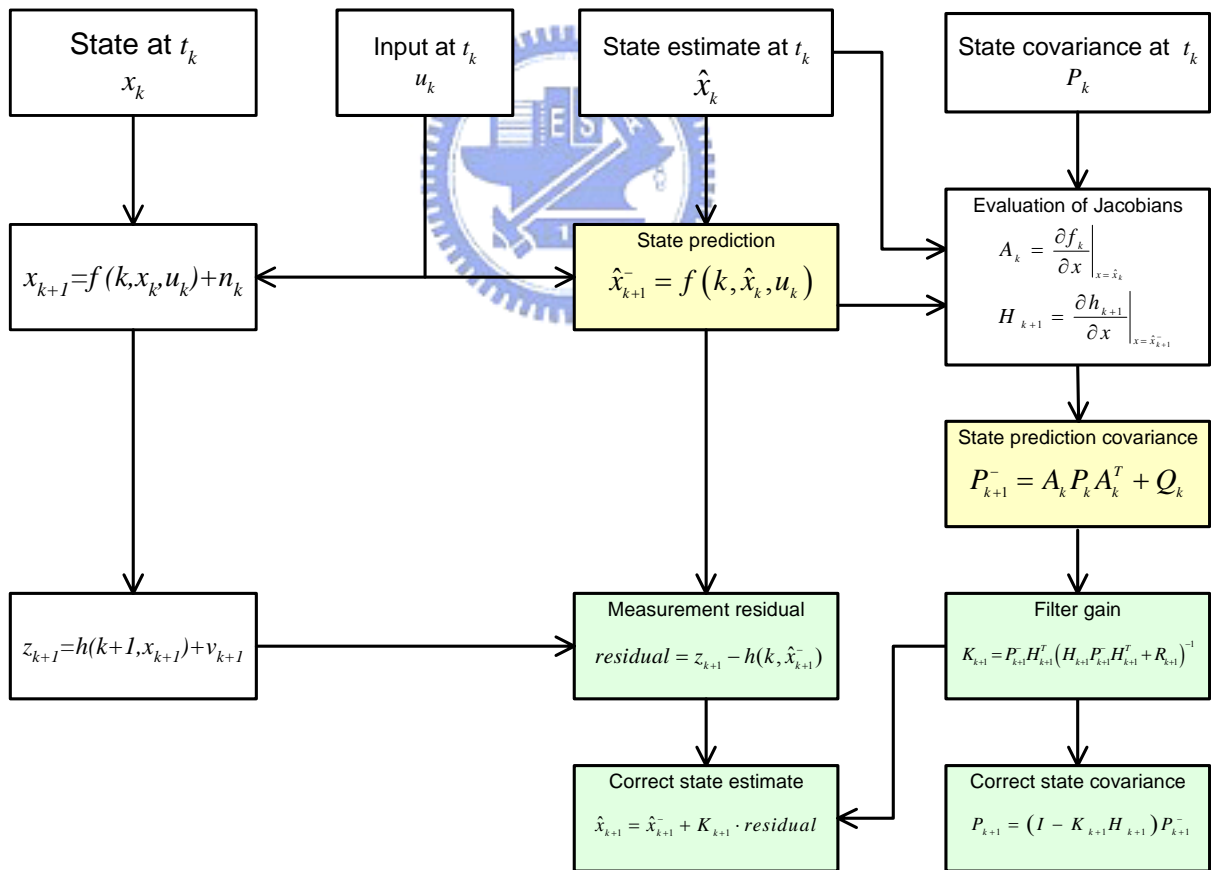 State at t_k
x_k
Input at t_k
u_k
State estimate at t_k
x̂_k
State covariance at t_k
P_k
x_{k+1}=f(k,x_k,u_k)+n_k
State prediction
x̂⁻_{k+1} = f(k, x̂_k, u_k)
Evaluation of Jacobians
A_k = ∂f_k/∂x |_{x=x̂_k}
H_{k+1} = ∂h_{k+1}/∂x |_{x=x̂⁻_{k+1}}
State prediction covariance
P⁻_{k+1} = A_k P_k A_k^T + Q_k
z_{k+1}=h(k+1,x_{k+1})+v_{k+1}
Measurement residual
residual = z_{k+1} − h(k, x̂⁻_{k+1})
Filter gain
K_{k+1} = P⁻_{k+1} H^T_{k+1} (H_{k+1} P⁻_{k+1} H^T_{k+1} + R_{k+1})^{−1}
Correct state estimate
x̂_{k+1} = x̂⁻_{k+1} + K_{k+1} · residual
Correct state covariance
P_{k+1} = (I − K_{k+1} H_{k+1}) P⁻_{k+1}